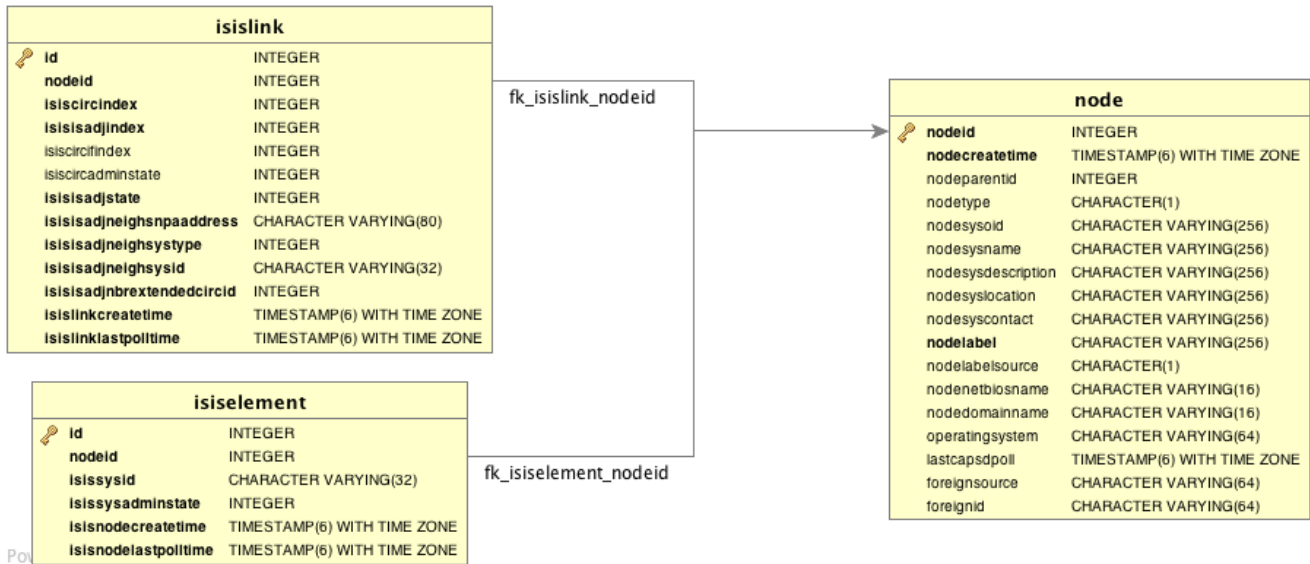 isislink
id INTEGER
nodeid INTEGER
isiscircindex INTEGER
isisisadjindex INTEGER
isiscircifindex INTEGER
isiscircadminstate INTEGER
isisisadjstate INTEGER
isisisadjneighsnpaaddress CHARACTER VARYING(80)
isisisadjneighsystype INTEGER
isisisadjneighsysid CHARACTER VARYING(32)
isisisadjnbrextendedcircid INTEGER
isislinkcreatetime TIMESTAMP(6) WITH TIME ZONE
isislinklastpolltime TIMESTAMP(6) WITH TIME ZONE
fk_isislink_nodeid
node
nodeid INTEGER
nodecreatetime TIMESTAMP(6) WITH TIME ZONE
nodeparentid INTEGER
nodetype CHARACTER(1)
nodesysoid CHARACTER VARYING(256)
nodesysname CHARACTER VARYING(256)
nodesysdescription CHARACTER VARYING(256)
nodesyslocation CHARACTER VARYING(256)
nodesyscontact CHARACTER VARYING(256)
nodelabel CHARACTER VARYING(256)
nodelabelsource CHARACTER(1)
nodenetbiosname CHARACTER VARYING(16)
nodedomainname CHARACTER VARYING(16)
operatingsystem CHARACTER VARYING(64)
lastcapsdpoll TIMESTAMP(6) WITH TIME ZONE
foreignsource CHARACTER VARYING(64)
foreignid CHARACTER VARYING(64)
isiselement
id INTEGER
nodeid INTEGER
isissysid CHARACTER VARYING(32)
isissysadminstate INTEGER
isisnodecreatetime TIMESTAMP(6) WITH TIME ZONE
isisnodelastpolltime TIMESTAMP(6) WITH TIME ZONE
fk_isiselement_nodeid